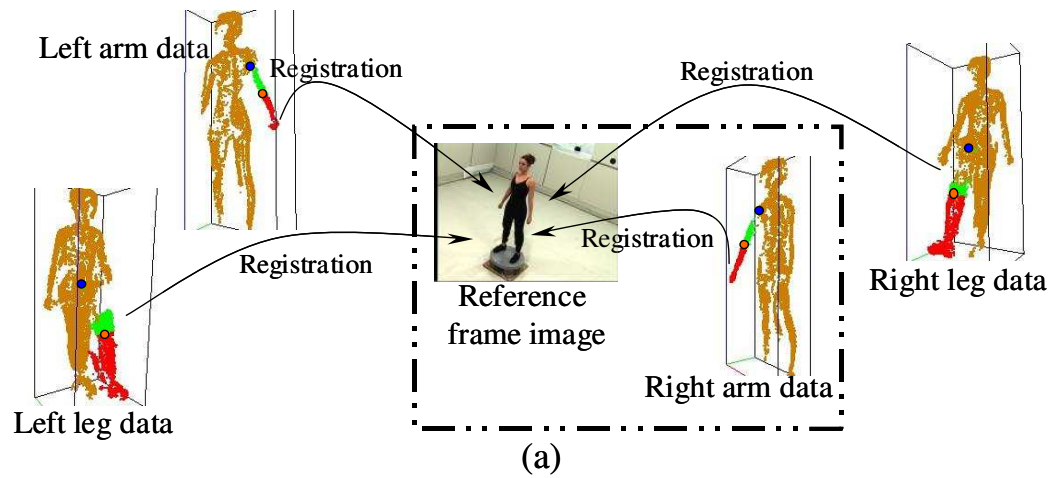 Left arm data
Registration
Registration
Registration
Registration
Reference
frame image
Right leg data
Right arm data
Left leg data
(a)